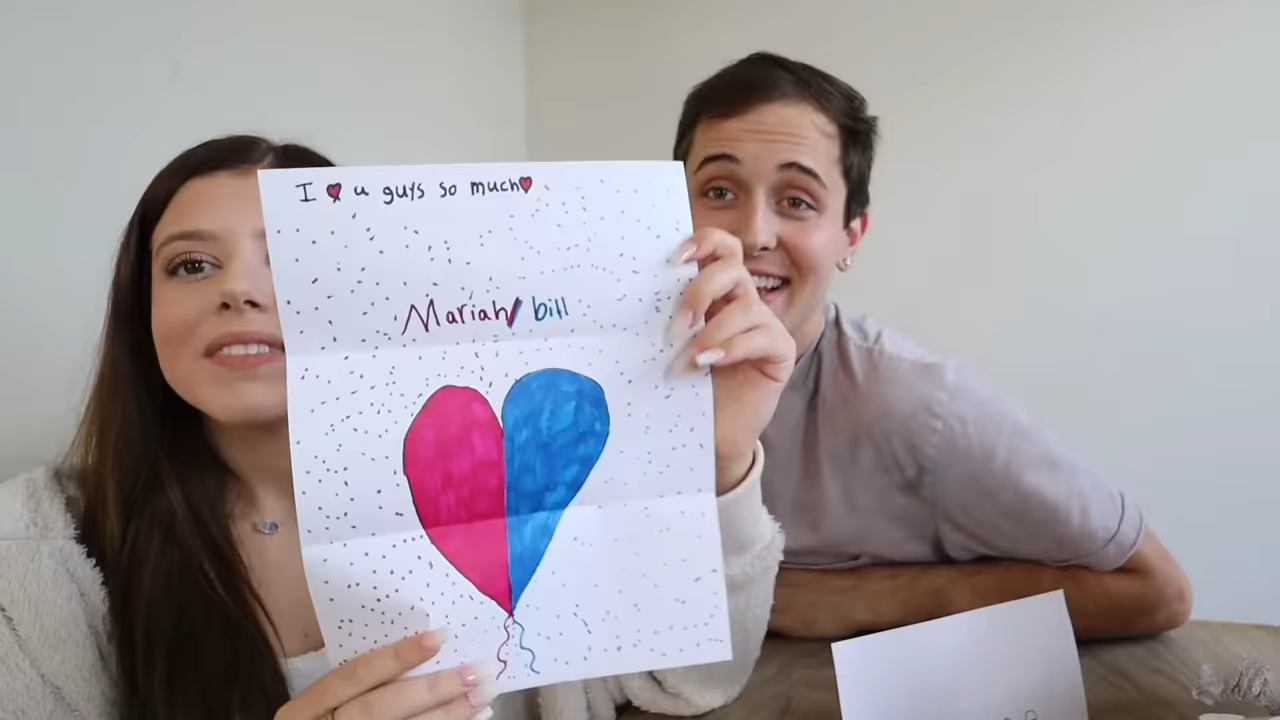 I ❤ u guys so much❤
Mariah/ bill